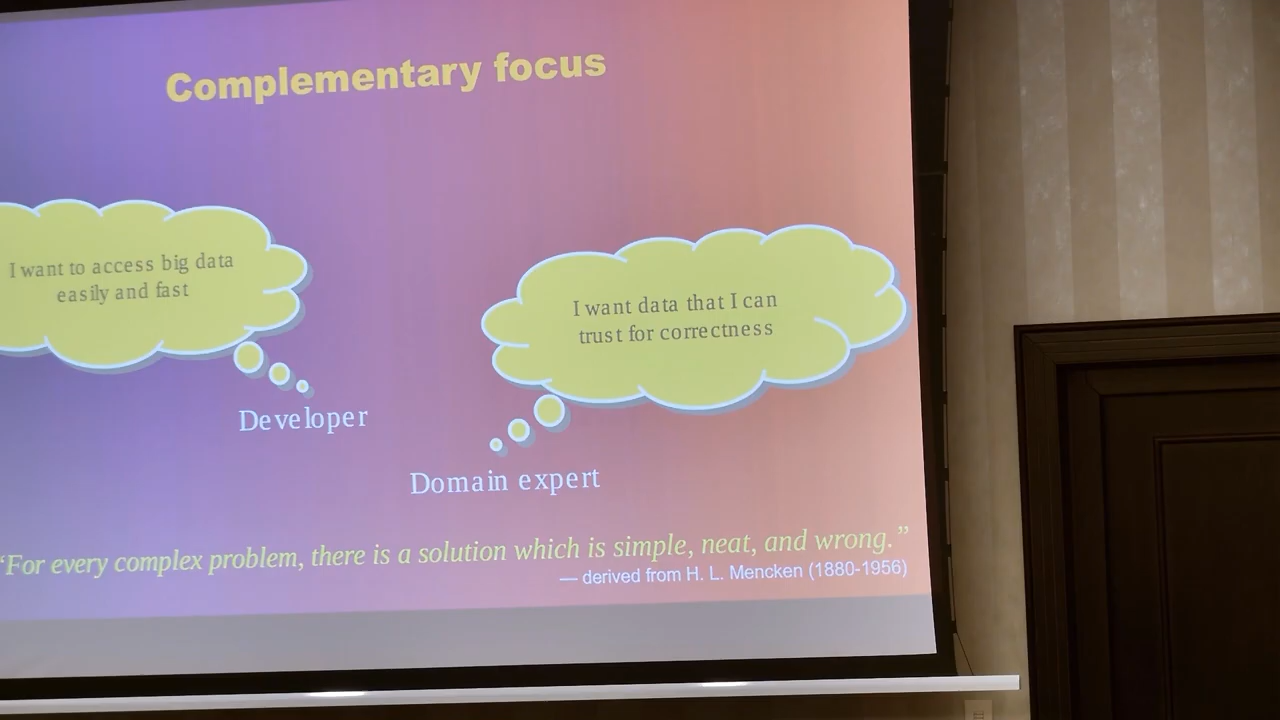 Complementary focus
I want to access big data
easily and fast
I want data that I can
trust for correctness
Developer
Domain expert
“For every complex problem, there is a solution which is simple, neat, and wrong.”
— derived from H. L. Mencken (1880-1956)